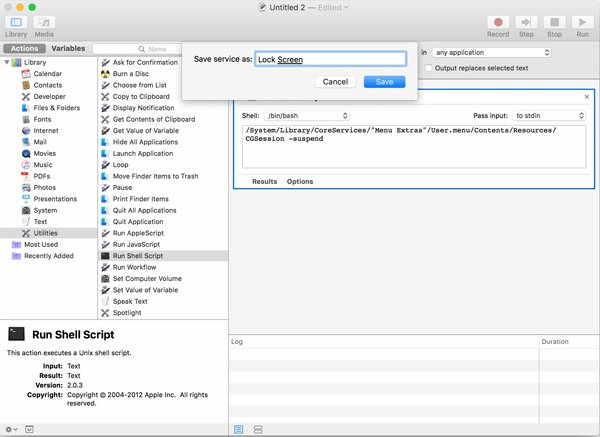 Untitled 2 — Edited
Library
Media
Record
Step
Stop
Run
Actions
Variables
Name
Library
Calendar
Contacts
Developer
Files & Folders
Fonts
Internet
Mail
Movies
Music
PDFs
Photos
Presentations
System
Text
Utilities
Most Used
Recently Added
Ask for Confirmation
Burn a Disc
Choose from List
Copy to Clipboard
Display Notification
Get Contents of Clipboard
Get Value of Variable
Hide All Applications
Launch Application
Loop
Move Finder Items to Trash
Pause
Print Finder Items
Quit All Applications
Quit Application
Run AppleScript
Run JavaScript
Run Shell Script
Run Workflow
Set Computer Volume
Set Value of Variable
Speak Text
Spotlight
Save service as: Lock Screen
Cancel
Save
in any application
Output replaces selected text
Shell: /bin/bash
Pass input: to stdin
/System/Library/CoreServices/"Menu Extras"/User.menu/Contents/Resources/
CGSession -suspend
Results
Options
Run Shell Script
This action executes a Unix shell script.
Input: Text
Result: Text
Version: 2.0.3
Copyright: Copyright © 2004-2012 Apple Inc. All rights
reserved.
Log
Duration